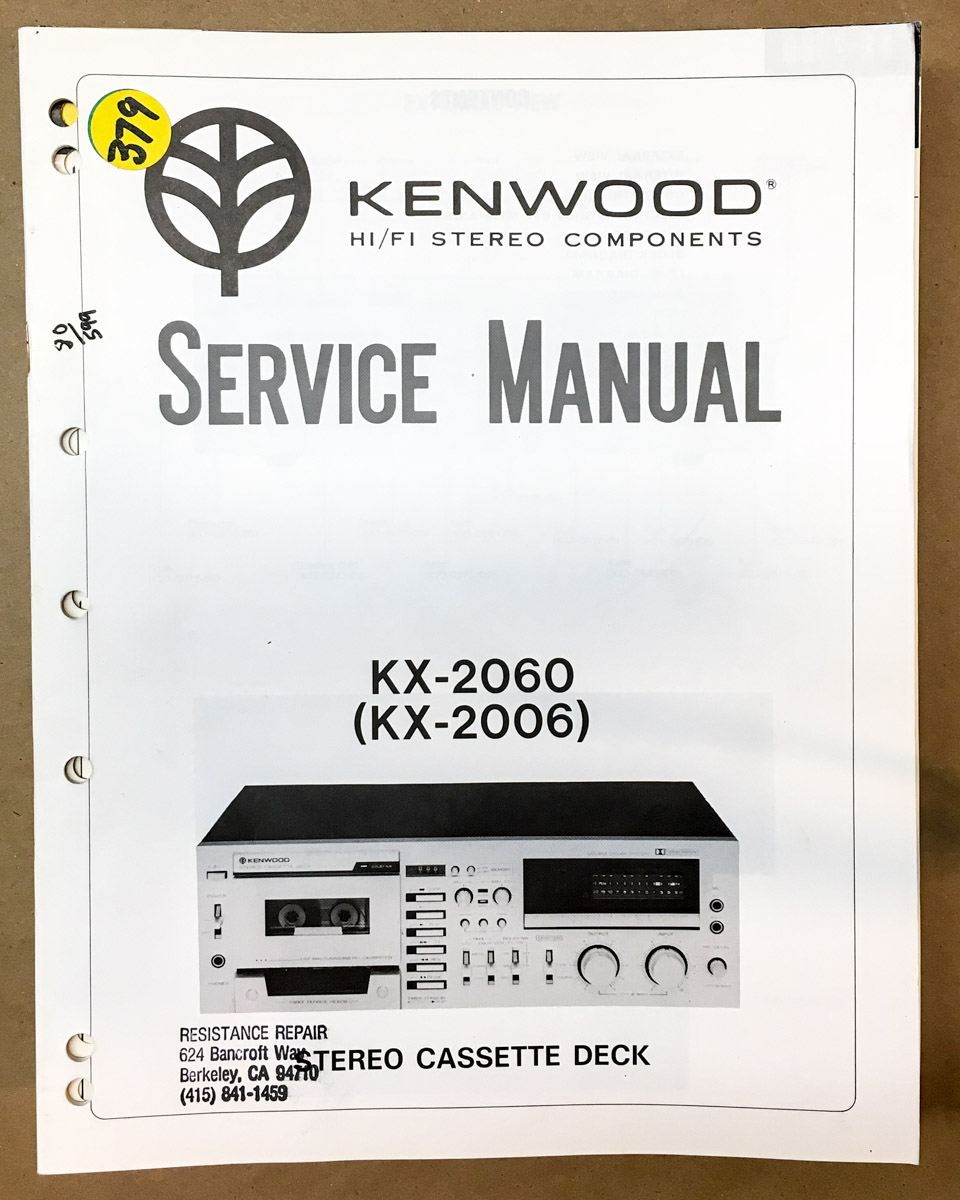 379
KENWOOD®
HI/FI STEREO COMPONENTS
SERVICE MANUAL
KX-2060
(KX-2006)
KENWOOD
STEREO CASSETTE DECK
RESISTANCE REPAIR
624 Bancroft Way
Berkeley, CA 94710
(415) 841-1459